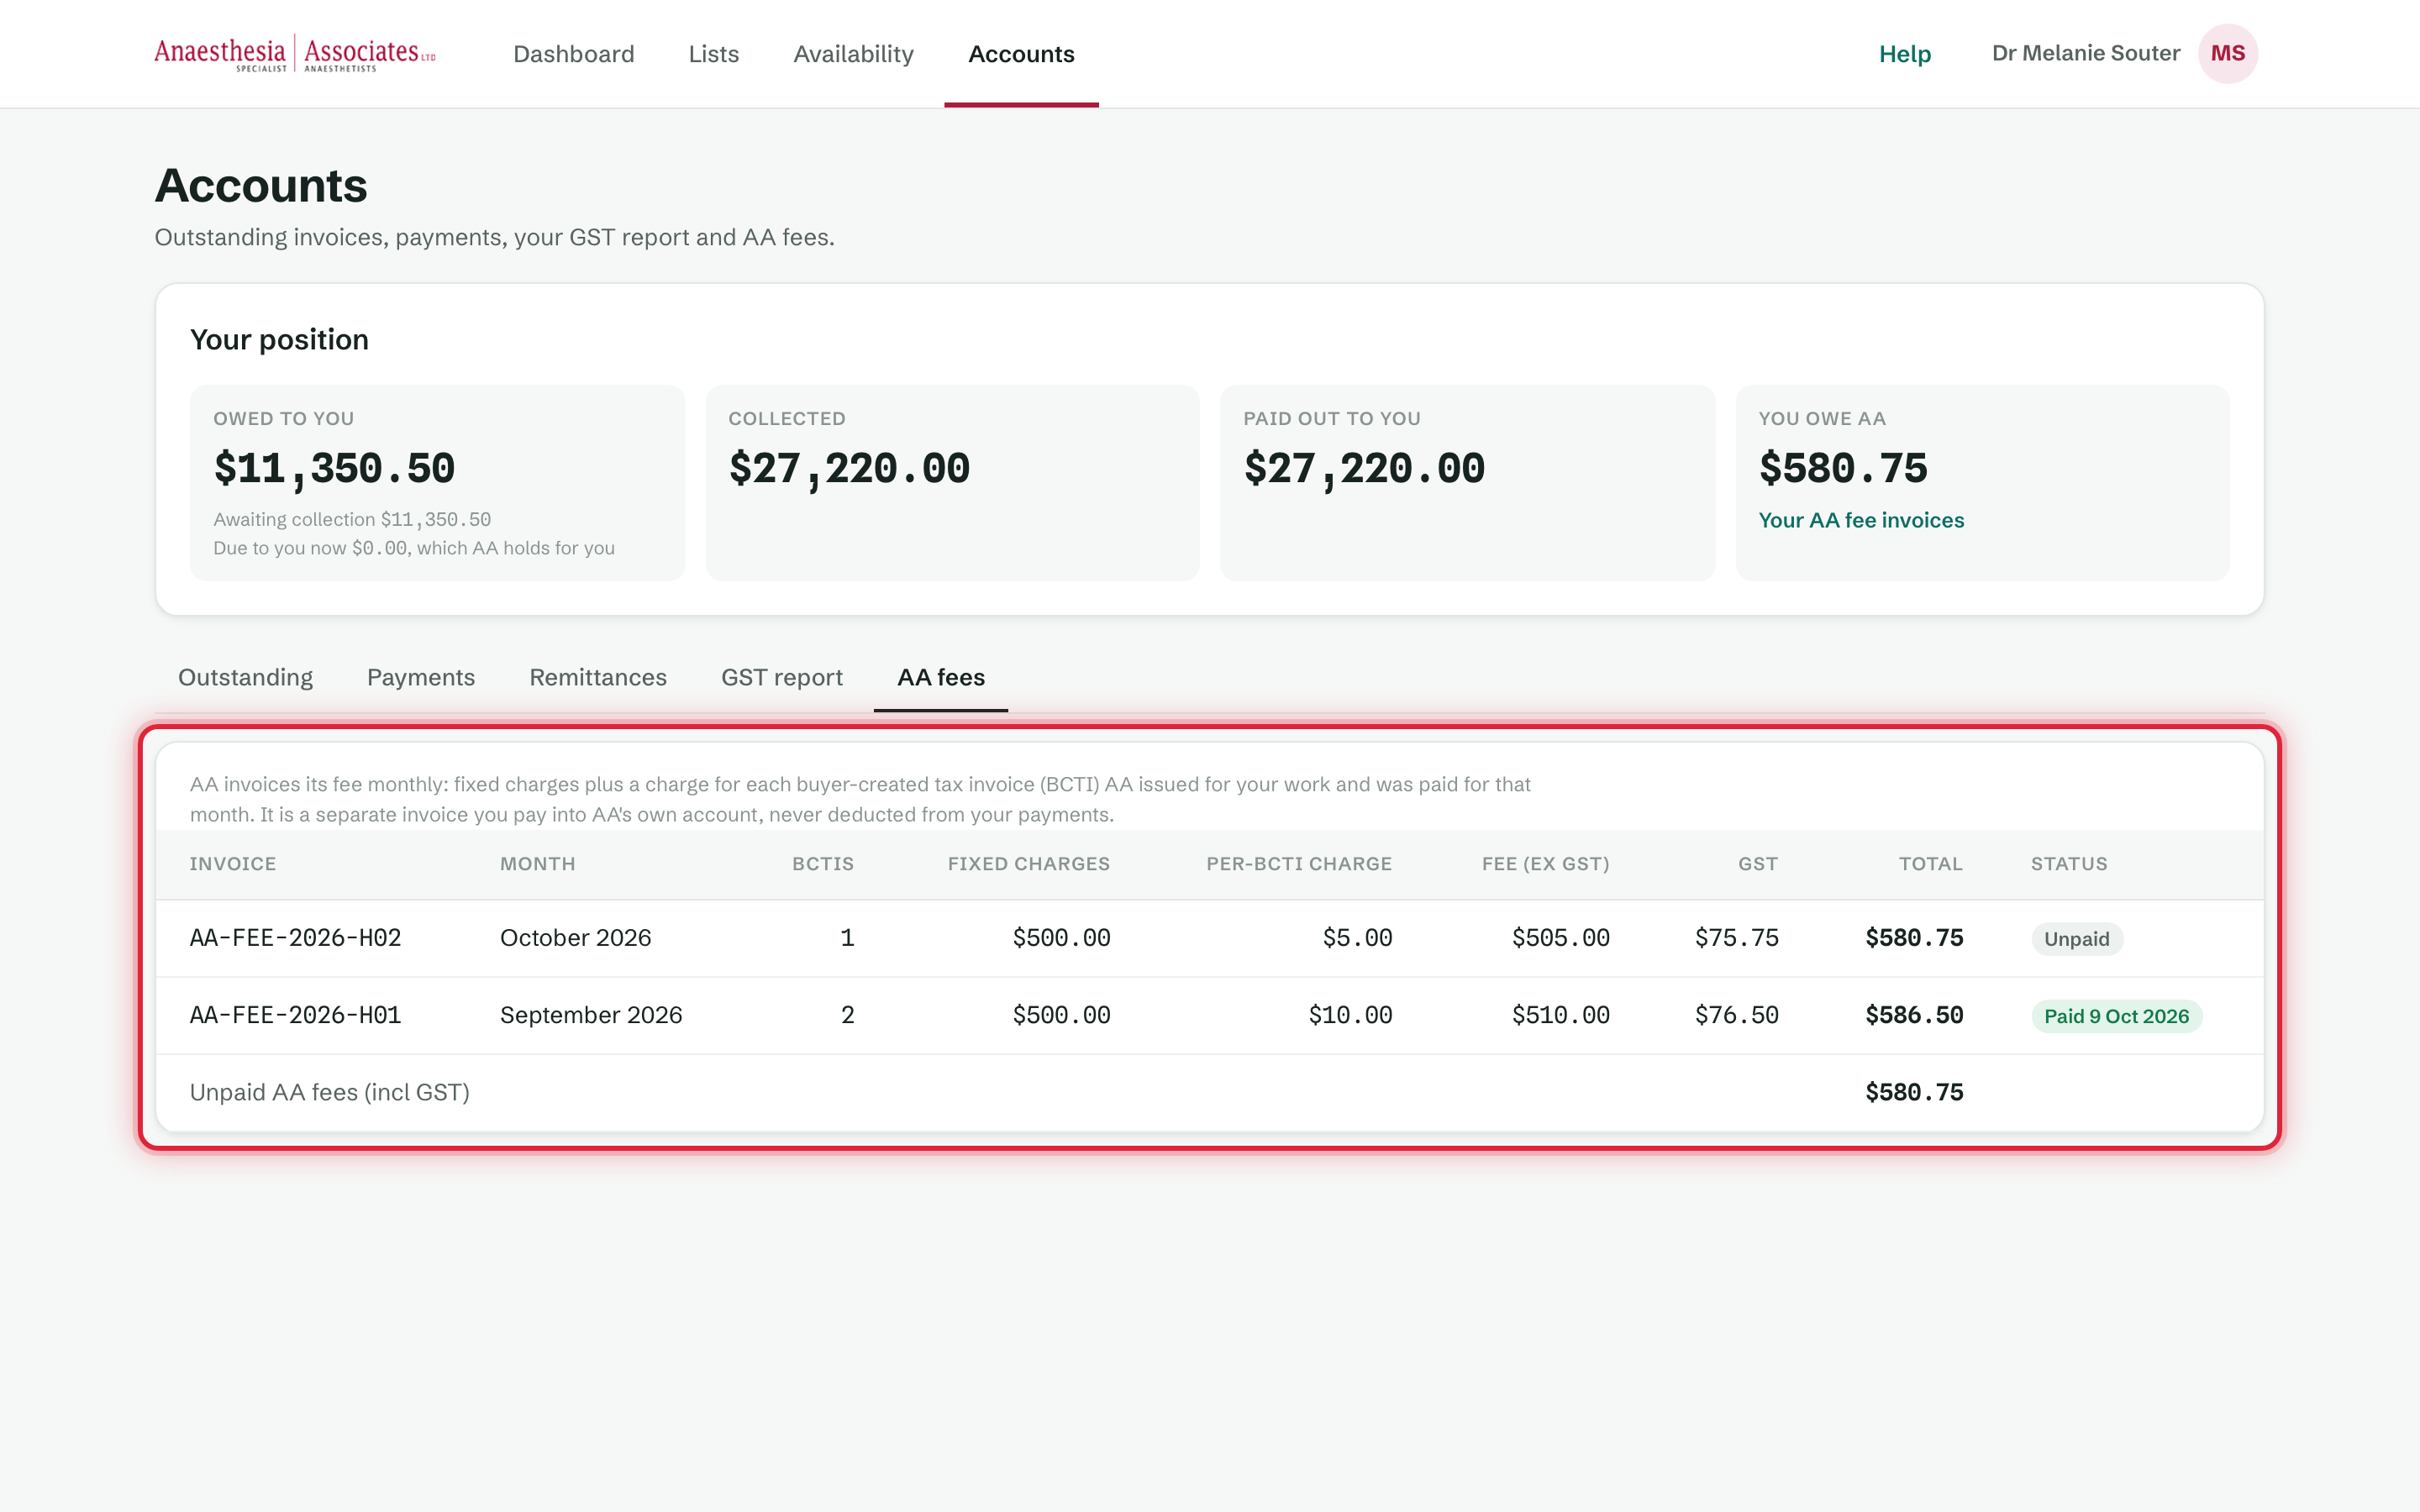 Anaesthesia | Associates LTD
SPECIALIST ANAESTHETISTS
Dashboard Lists Availability Accounts Help Dr Melanie Souter MS
Accounts
Outstanding invoices, payments, your GST report and AA fees.
Your position
OWED TO YOU COLLECTED PAID OUT TO YOU YOU OWE AA
$11,350.50 $27,220.00 $27,220.00 $580.75
Awaiting collection $11,350.50 Your AA fee invoices
Due to you now $0.00, which AA holds for you
Outstanding Payments Remittances GST report AA fees
AA invoices its fee monthly: fixed charges plus a charge for each buyer-created tax invoice (BCTI) AA issued for your work and was paid for that
month. It is a separate invoice you pay into AA's own account, never deducted from your payments.
INVOICE MONTH BCTIS FIXED CHARGES PER-BCTI CHARGE FEE (EX GST) GST TOTAL STATUS
AA-FEE-2026-H02 October 2026 1 $500.00 $5.00 $505.00 $75.75 $580.75 Unpaid
AA-FEE-2026-H01 September 2026 2 $500.00 $10.00 $510.00 $76.50 $586.50 Paid 9 Oct 2026
Unpaid AA fees (incl GST) $580.75